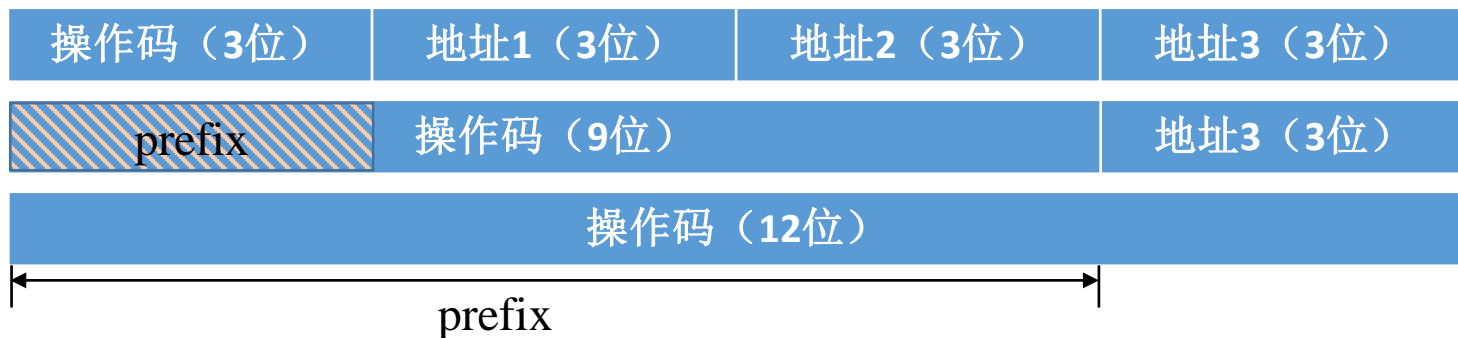 操作码（3位） 地址1（3位） 地址2（3位） 地址3（3位）
prefix 操作码（9位） 地址3（3位）
操作码（12位）
prefix